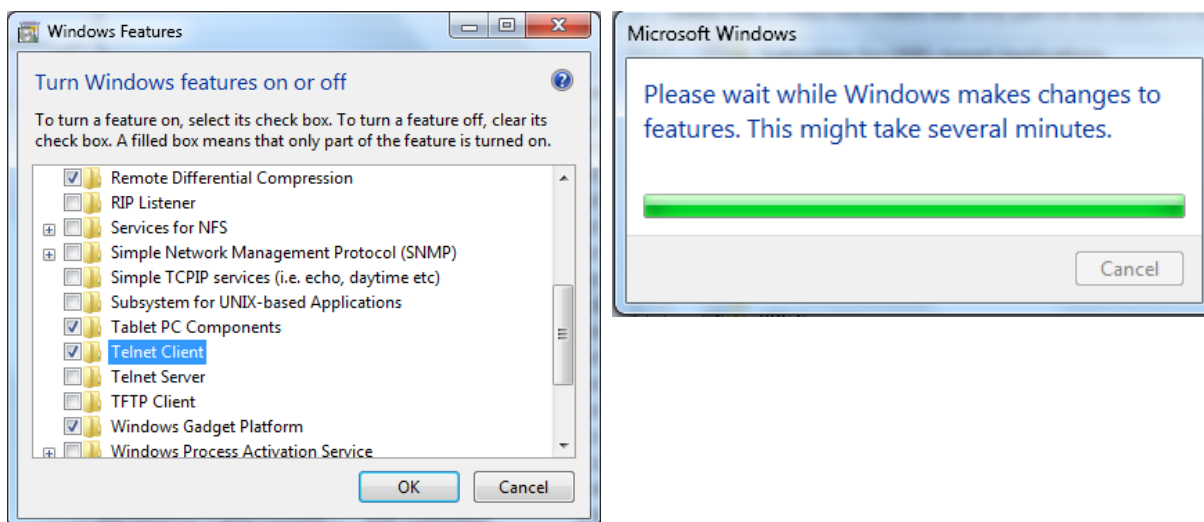 Windows Features
Turn Windows features on or off
To turn a feature on, select its check box. To turn a feature off, clear its
check box. A filled box means that only part of the feature is turned on.
Remote Differential Compression
RIP Listener
Services for NFS
Simple Network Management Protocol (SNMP)
Simple TCPIP services (i.e. echo, daytime etc)
Subsystem for UNIX-based Applications
Tablet PC Components
Telnet Client
Telnet Server
TFTP Client
Windows Gadget Platform
Windows Process Activation Service
OK
Cancel
Microsoft Windows
Please wait while Windows makes changes to
features. This might take several minutes.
Cancel